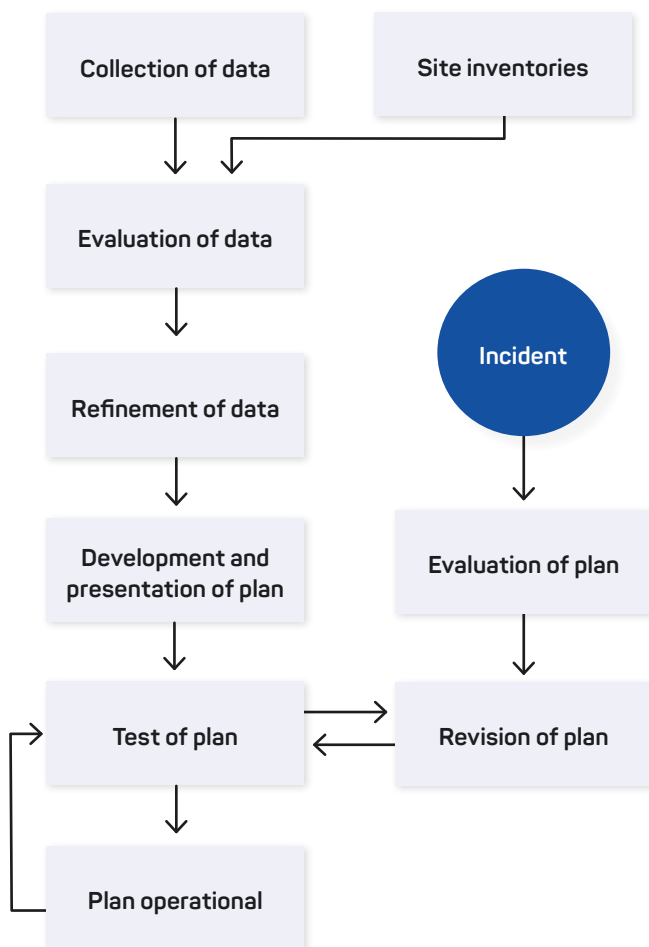 Collection of data
Site inventories
Evaluation of data
Incident
Refinement of data
Development and
presentation of plan
Evaluation of plan
Test of plan
Revision of plan
Plan operational